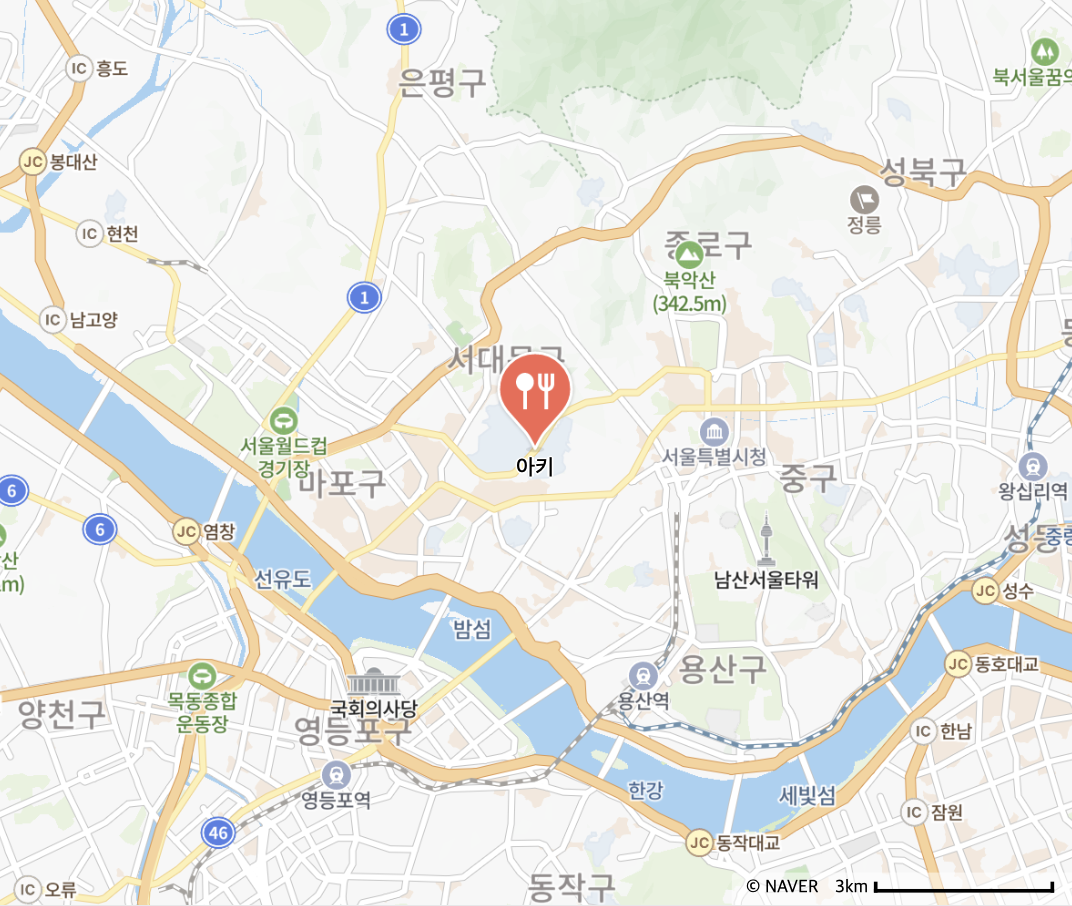 1
은평구
북서울꿈의
IC 흥도
JC 봉대산
성북구
정릉
IC 현천
종로구
북악산
(342.5m)
1
IC 남고양
서대문구
서울월드컵
경기장
서울특별시청
아키
마포구
중구
왕십리역
6
6
JC 염창
선유도
남산서울타워
JC 성수
밤섬
용산구
JC 동호대교
용산역
목동종합
운동장
국회의사당
양천구
영등포구
IC 한남
영등포역
한강
세빛섬
IC 잠원
46
JC 동작대교
IC 오류
동작구
© NAVER 3km